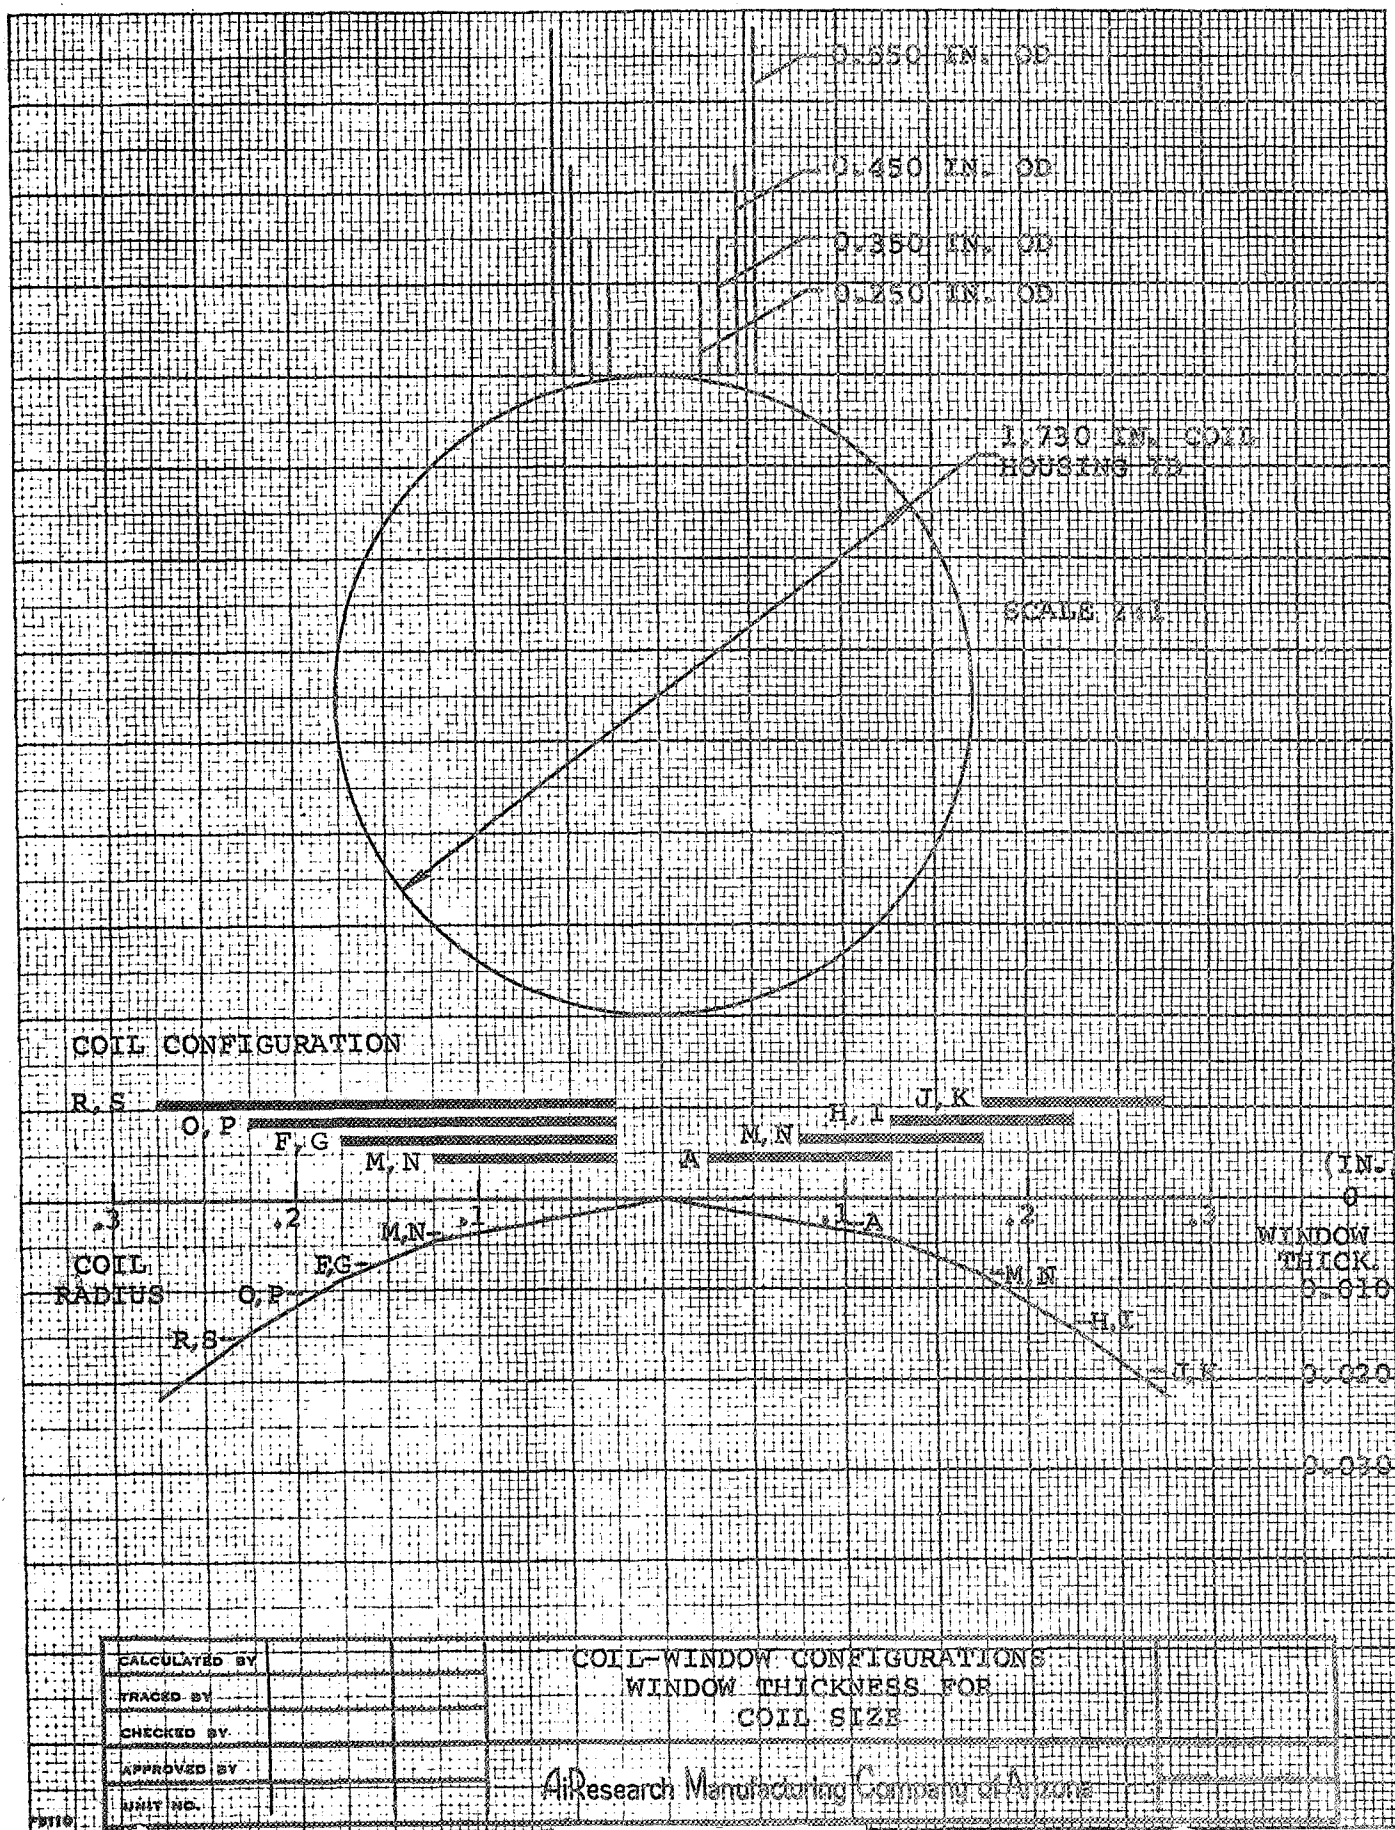 0.550 IN. OD
0.450 IN. OD
0.350 IN. OD
0.250 IN. OD
1.730 IN. COIL
HOUSING ID
SCALE 2:1
COIL CONFIGURATION
R,S
O,P
F,G
M,N
J,K
H,I
M,N
A
(IN.
0
.3
.2
.1
.1
.2
.3
M,N
A
WINDOW
THICK.
COIL
RADIUS
F,G
M,N
0.010
O,P
H,I
R,S
J,K
0.020
0.030
CALCULATED BY
TRACED BY
CHECKED BY
APPROVED BY
UNIT NO.
COIL-WINDOW CONFIGURATIONS
WINDOW THICKNESS FOR
COIL SIZE
AiResearch Manufacturing Company of Arizona